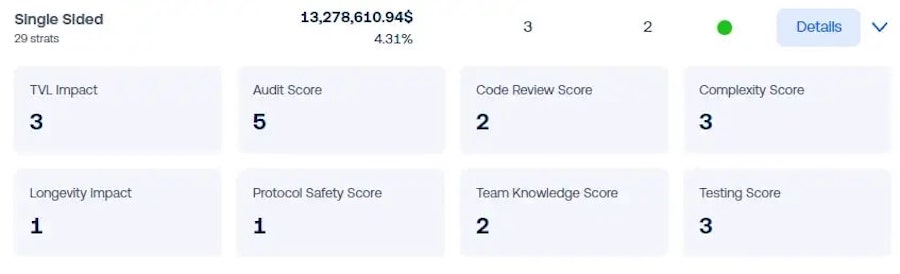 Single Sided 13,278,610.94$ 3 2 Details
29 strats 4.31%
TVL Impact Audit Score Code Review Score Complexity Score
3 5 2 3
Longevity Impact Protocol Safety Score Team Knowledge Score Testing Score
1 1 2 3